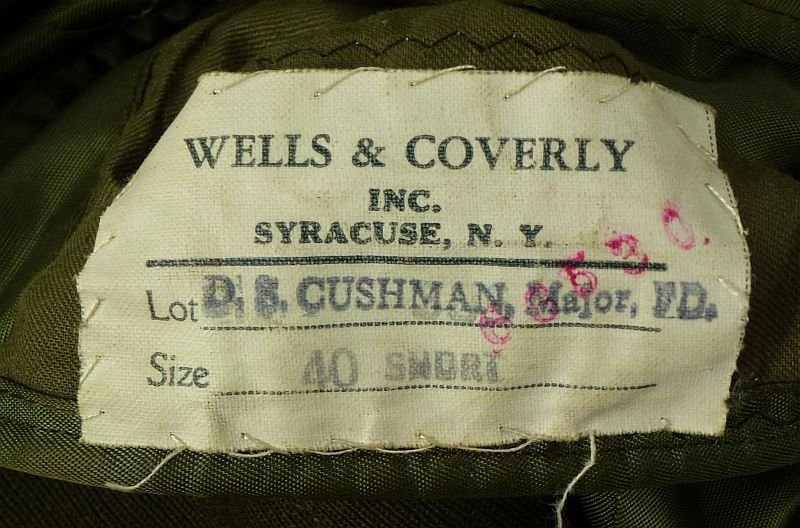 WELLS & COVERLY
INC.
SYRACUSE, N. Y.
Lot D. S. CUSHMAN, Major, FD.
Size 40 SHORT